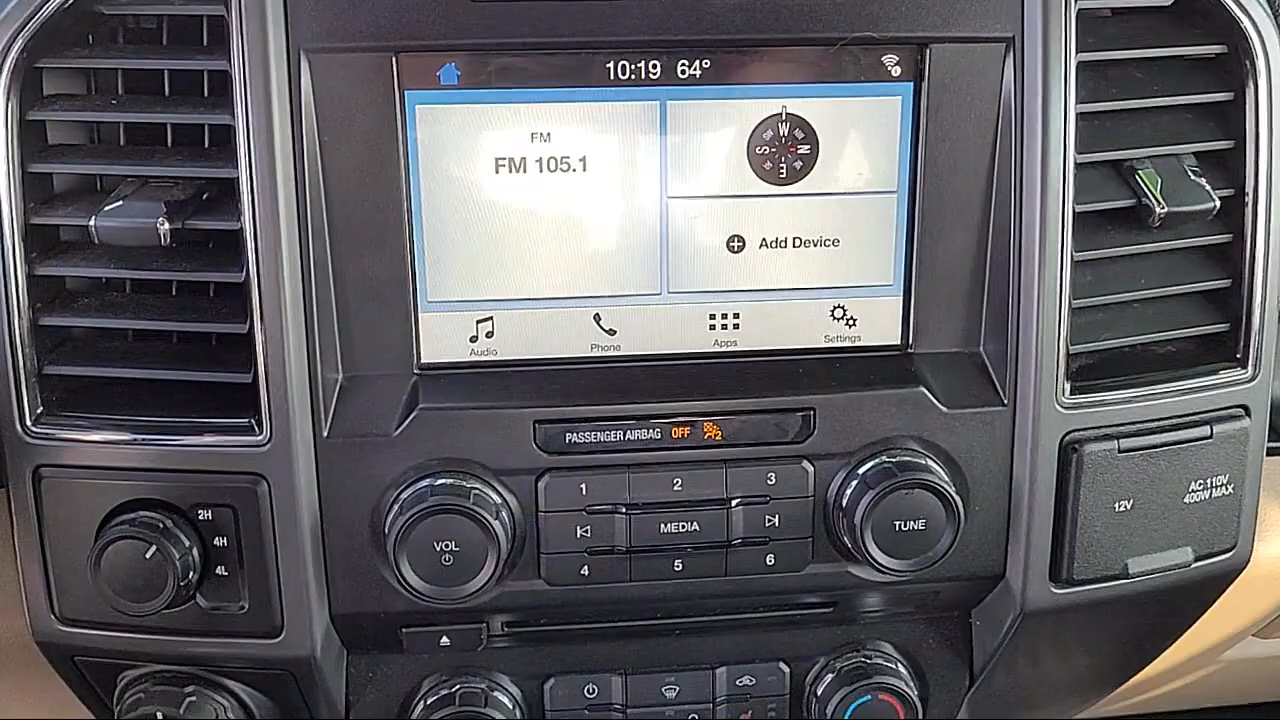 10:19 64°
FM
FM 105.1
W
S N
E
Add Device
Audio
Phone
Apps
Settings
PASSENGER AIRBAG OFF 2
1 2 3
VOL
MEDIA
TUNE
4 5 6
2H
4H
4L
12V
AC 110V
400W MAX